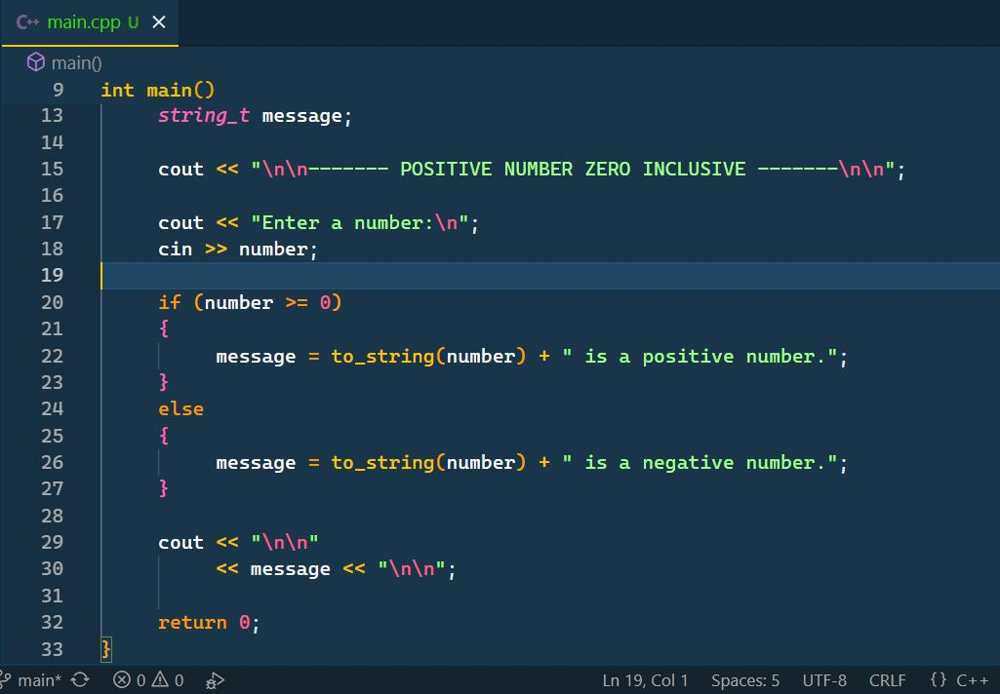 C++ main.cpp U ×
main()
9 int main()
13 string_t message;
14
15 cout << "\n\n------- POSITIVE NUMBER ZERO INCLUSIVE -------\n\n";
16
17 cout << "Enter a number:\n";
18 cin >> number;
19
20 if (number >= 0)
21 {
22 message = to_string(number) + " is a positive number.";
23 }
24 else
25 {
26 message = to_string(number) + " is a negative number.";
27 }
28
29 cout << "\n\n"
30 << message << "\n\n";
31
32 return 0;
33 }
main* 0 0 Ln 19, Col 1 Spaces: 5 UTF-8 CRLF {} C++